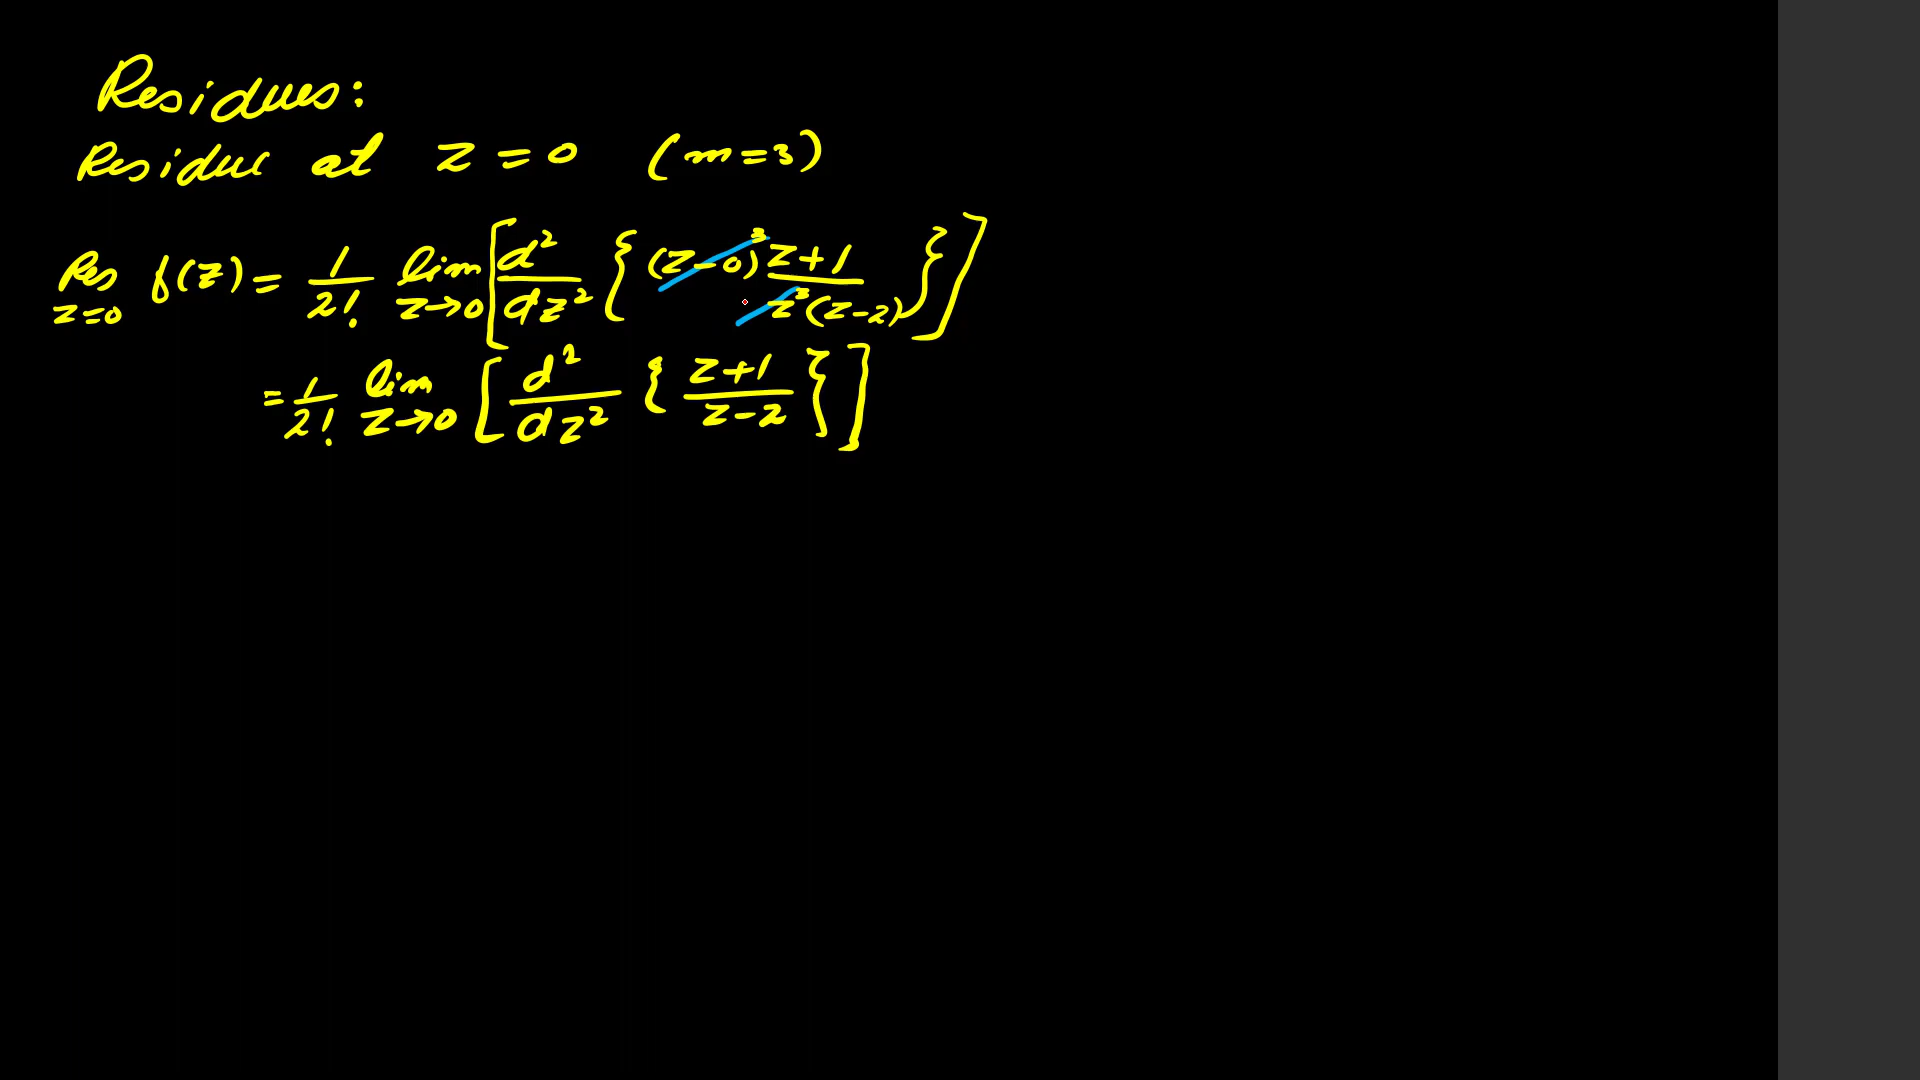 Residues:
Residue at z = 0 (m=3)
Res z=0 f(z) = 1/2! lim z→0 [d²/dz² {(z-0)³ z+1/z³(z-2)}]
= 1/2! lim z→0 [d²/dz² {z+1/z-2}]